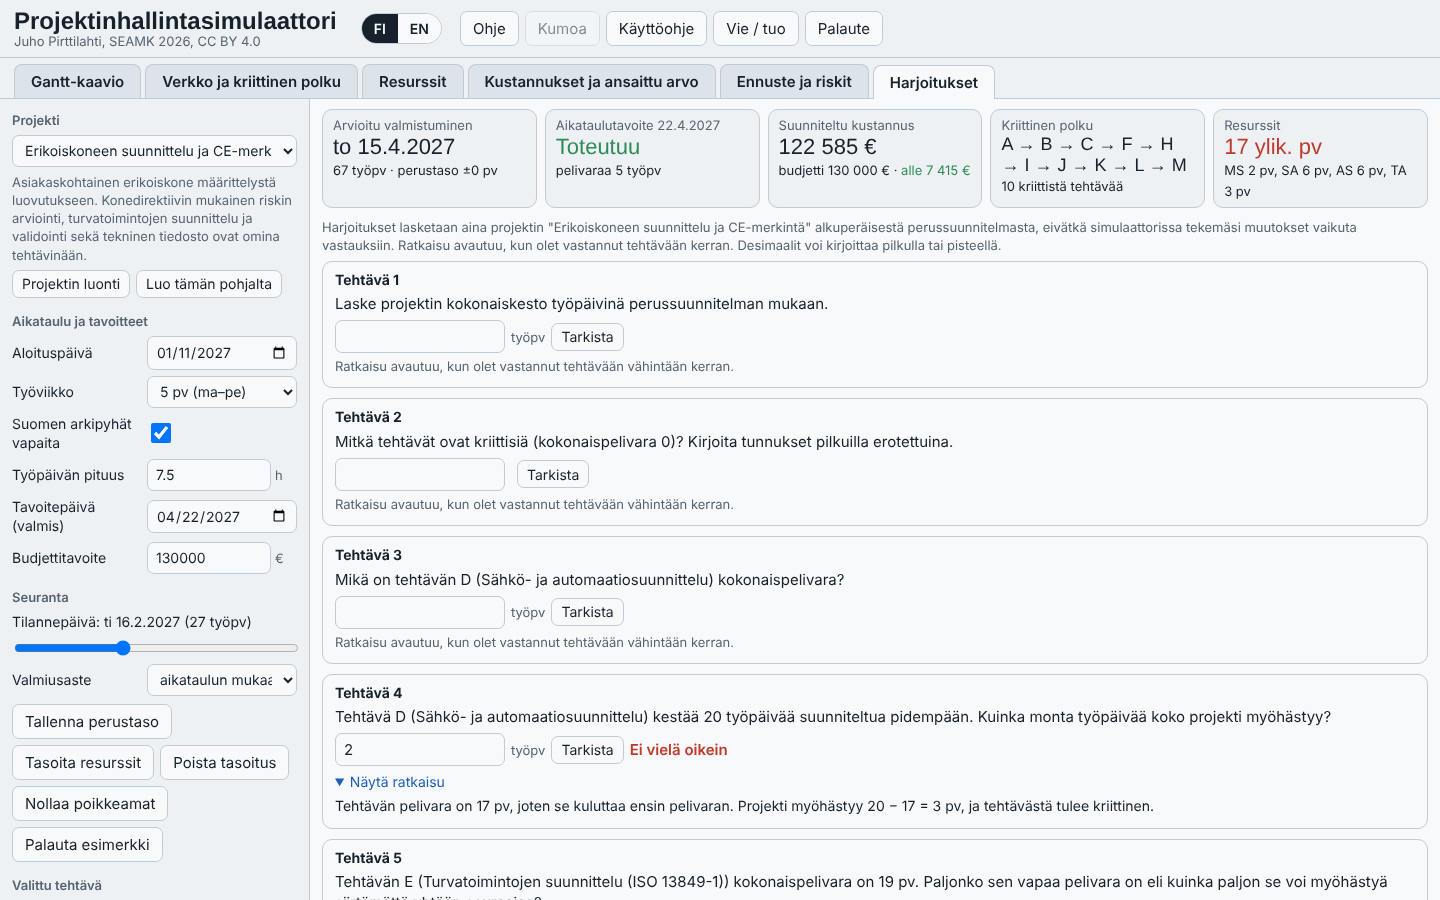 Projektinhallintasimulaattori
Juho Pirttilahti, SEAMK 2026, CC BY 4.0
FI EN Ohje Kumoa Käyttöohje Vie / tuo Palaute
Gantt-kaavio Verkko ja kriittinen polku Resurssit Kustannukset ja ansaittu arvo Ennuste ja riskit Harjoitukset
Projekti
Erikoiskoneen suunnittelu ja CE-merk
Asiakaskohtainen erikoiskone määrittelystä
luovutukseen. Konedirektiivin mukainen riskin
arviointi, turvatoimintojen suunnittelu ja
validointi sekä tekninen tiedosto ovat omina
tehtävinään.
Projektin luonti Luo tämän pohjalta
Aikataulu ja tavoitteet
Aloituspäivä 01/11/2027
Työviikko 5 pv (ma–pe)
Suomen arkipyhät
vapaita
Työpäivän pituus 7.5 h
Tavoitepäivä
(valmis) 04/22/2027
Budjettitavoite 130000 €
Seuranta
Tilannepäivä: ti 16.2.2027 (27 työpv)
Valmiusaste aikataulun mukaa
Tallenna perustaso
Tasoita resurssit Poista tasoitus
Nollaa poikkeamat
Palauta esimerkki
Valittu tehtävä
Arvioitu valmistuminen
to 15.4.2027
67 työpv · perustaso ±0 pv
Aikataulutavoite 22.4.2027
Toteutuu
pelivaraa 5 työpv
Suunniteltu kustannus
122 585 €
budjetti 130 000 € · alle 7 415 €
Kriittinen polku
A → B → C → F → H
→ I → J → K → L → M
10 kriittistä tehtävää
Resurssit
17 ylik. pv
MS 2 pv, SA 6 pv, AS 6 pv, TA
3 pv
Harjoitukset lasketaan aina projektin "Erikoiskoneen suunnittelu ja CE-merkintä" alkuperäisestä perussuunnitelmasta, eivätkä simulaattorissa tekemäsi muutokset vaikuta
vastauksiin. Ratkaisu avautuu, kun olet vastannut tehtävään kerran. Desimaalit voi kirjoittaa pilkulla tai pisteellä.
Tehtävä 1
Laske projektin kokonaiskesto työpäivinä perussuunnitelman mukaan.
työpv Tarkista
Ratkaisu avautuu, kun olet vastannut tehtävään vähintään kerran.
Tehtävä 2
Mitkä tehtävät ovat kriittisiä (kokonaispelivara 0)? Kirjoita tunnukset pilkuilla erotettuina.
Tarkista
Ratkaisu avautuu, kun olet vastannut tehtävään vähintään kerran.
Tehtävä 3
Mikä on tehtävän D (Sähkö- ja automaatiosuunnittelu) kokonaispelivara?
työpv Tarkista
Ratkaisu avautuu, kun olet vastannut tehtävään vähintään kerran.
Tehtävä 4
Tehtävä D (Sähkö- ja automaatiosuunnittelu) kestää 20 työpäivää suunniteltua pidempään. Kuinka monta työpäivää koko projekti myöhästyy?
2 työpv Tarkista Ei vielä oikein
▼ Näytä ratkaisu
Tehtävän pelivara on 17 pv, joten se kuluttaa ensin pelivaran. Projekti myöhästyy 20 − 17 = 3 pv, ja tehtävästä tulee kriittinen.
Tehtävä 5
Tehtävän E (Turvatoimintojen suunnittelu (ISO 13849-1)) kokonaispelivara on 19 pv. Paljonko sen vapaa pelivara on eli kuinka paljon se voi myöhästyä